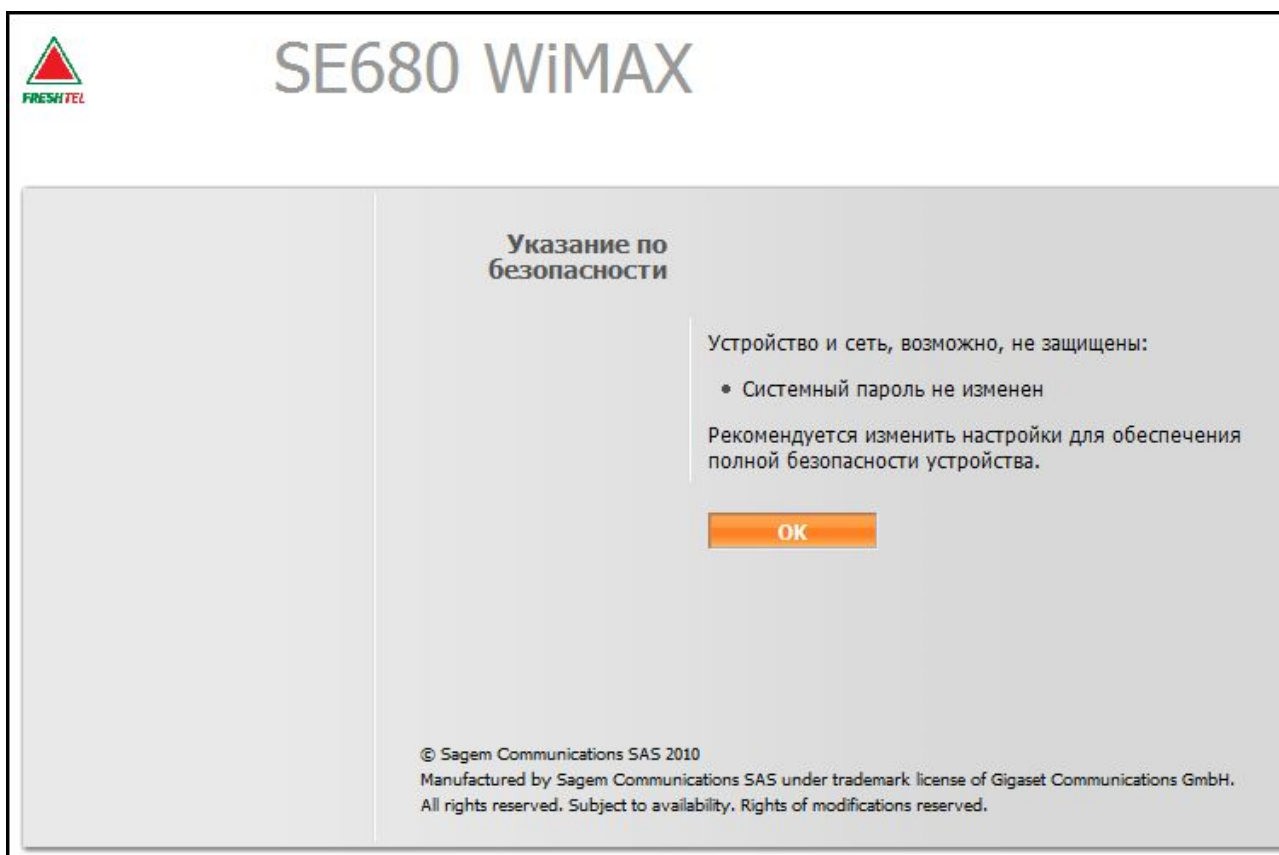 FRESHTEL
SE680 WiMAX
Указание по
безопасности
Устройство и сеть, возможно, не защищены:
• Системный пароль не изменен
Рекомендуется изменить настройки для обеспечения
полной безопасности устройства.
OK
© Sagem Communications SAS 2010
Manufactured by Sagem Communications SAS under trademark license of Gigaset Communications GmbH.
All rights reserved. Subject to availability. Rights of modifications reserved.